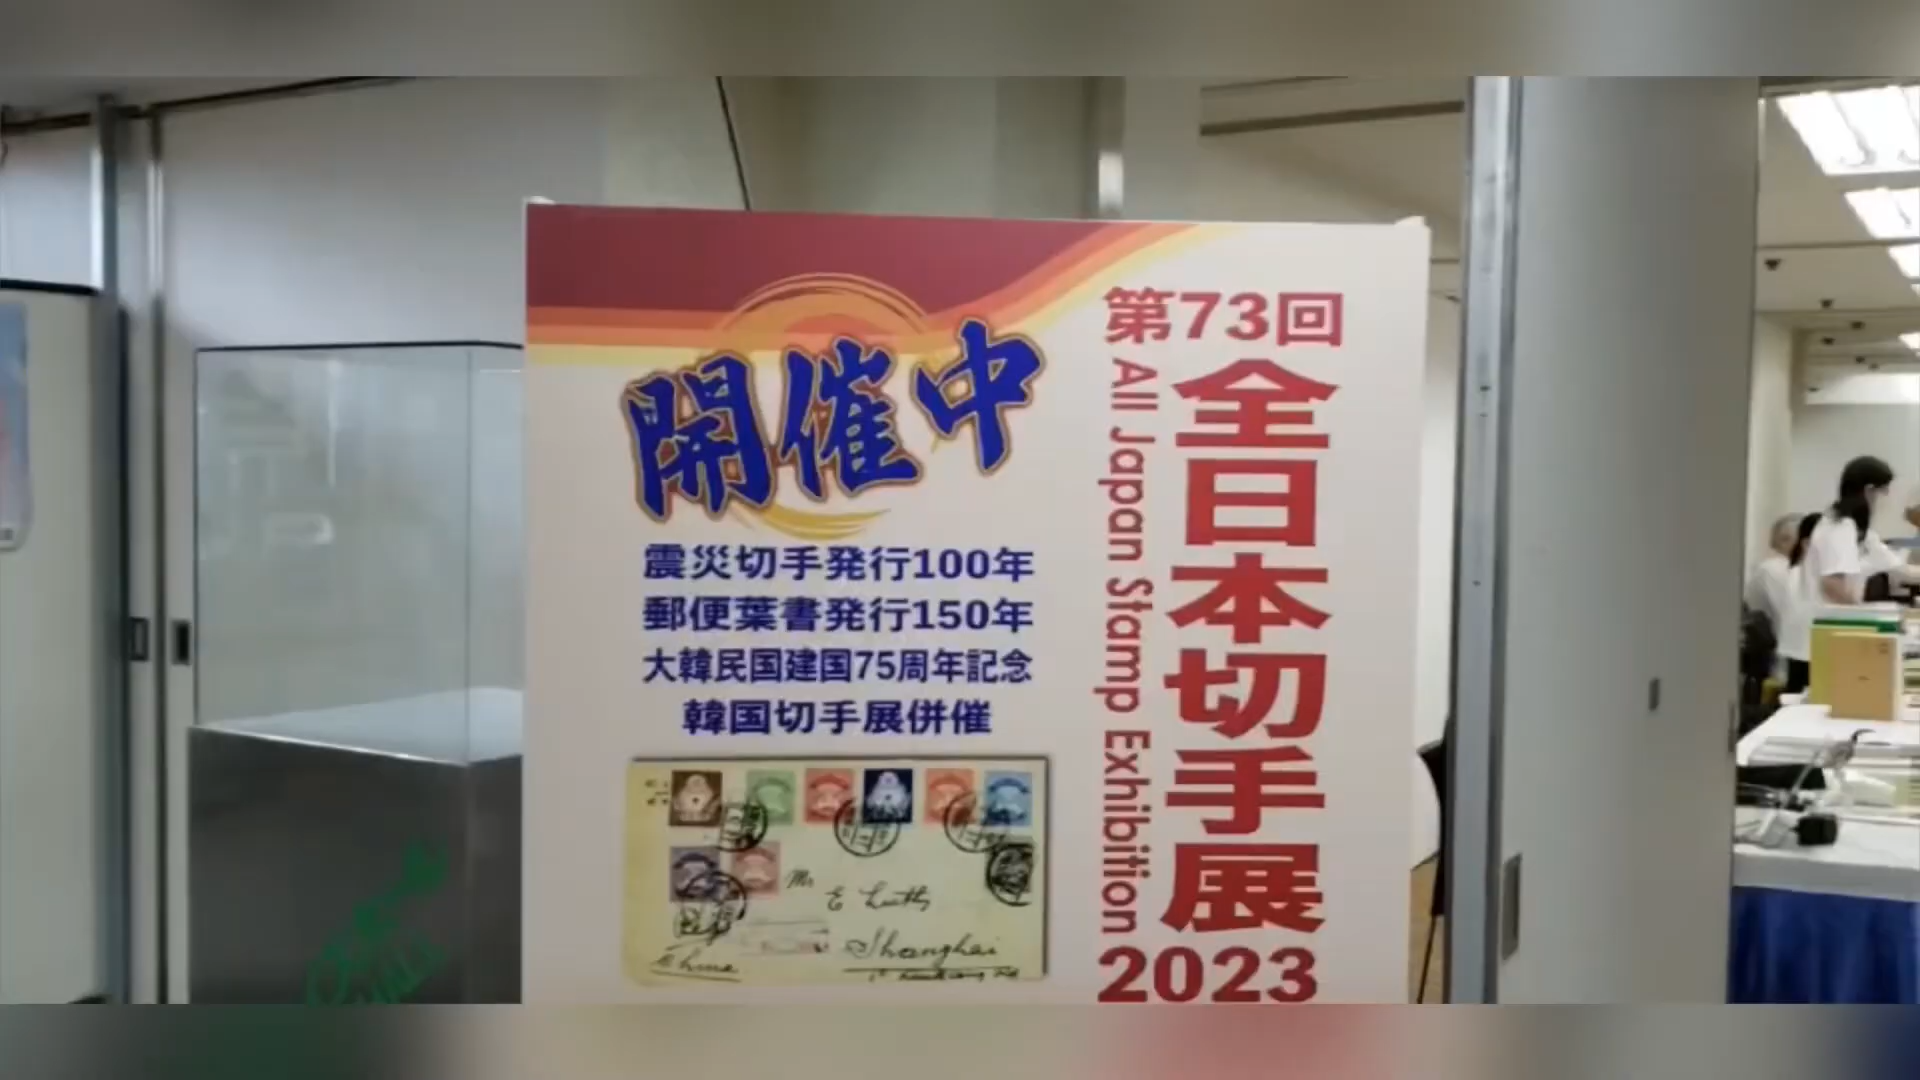 第73回
全日本切手展
All Japan Stamp Exhibition
2023
開催中
震災切手発行100年
郵便葉書発行150年
大韓民国建国75周年記念
韓国切手展併催
Mr
Shanghai
China